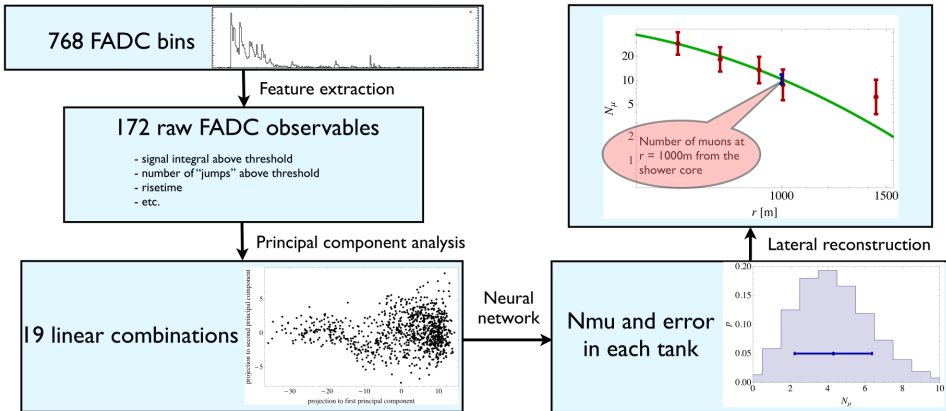 768 FADC bins
Feature extraction
172 raw FADC observables
- signal integral above threshold
- number of "jumps" above threshold
- risetime
- etc.
Principal component analysis
19 linear combinations
projection to second principal component
5
0
-5
-30
-20
-10
0
10
projection to first principal component
Neural
network
Nmu and error
in each tank
p
0.20
0.15
0.10
0.05
0.00
0
2
4
6
8
10
Nμ
Lateral reconstruction
Nμ
20
10
5
2
1
Number of muons at
r = 1000m from the
shower core
1000
1500
r [m]